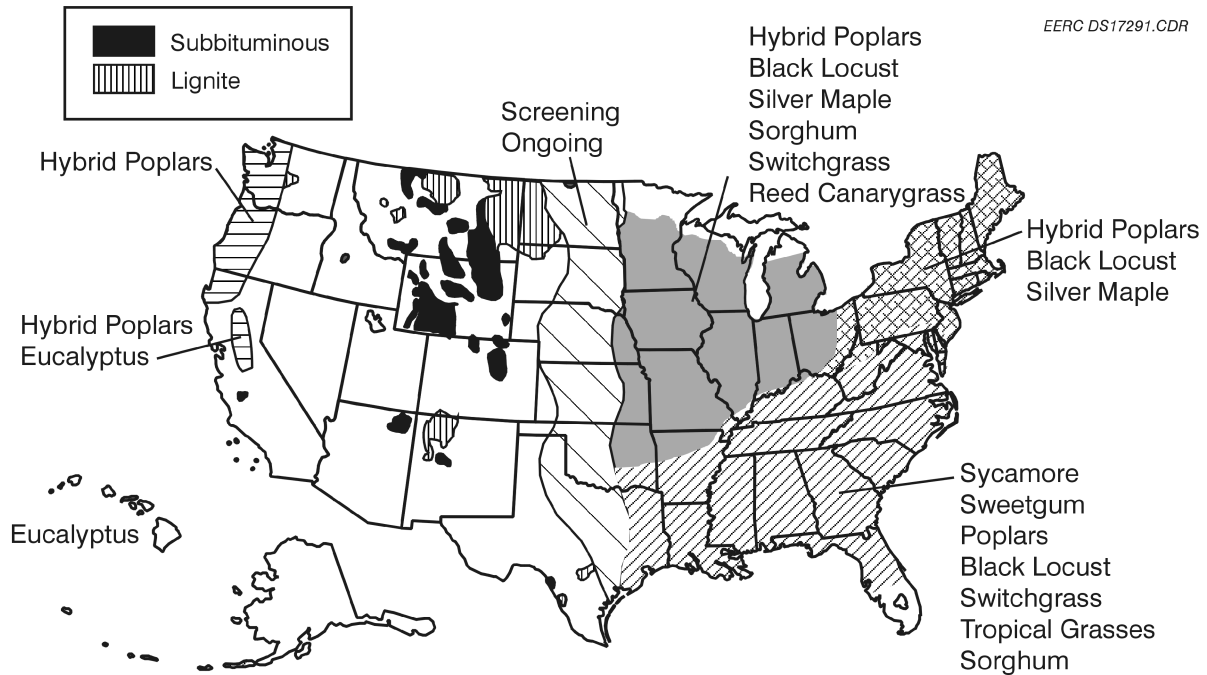 Subbituminous
Lignite
EERC DS17291.CDR
Hybrid Poplars
Black Locust
Silver Maple
Sorghum
Switchgrass
Reed Canarygrass
Screening
Ongoing
Hybrid Poplars
Hybrid Poplars
Black Locust
Silver Maple
Hybrid Poplars
Eucalyptus
Eucalyptus
Sycamore
Sweetgum
Poplars
Black Locust
Switchgrass
Tropical Grasses
Sorghum